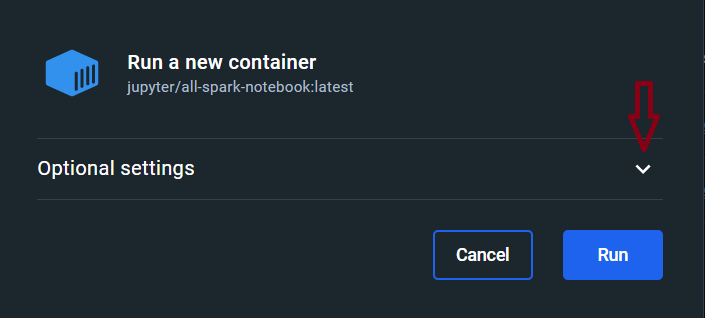 Run a new container
jupyter/all-spark-notebook:latest
Optional settings
Cancel
Run